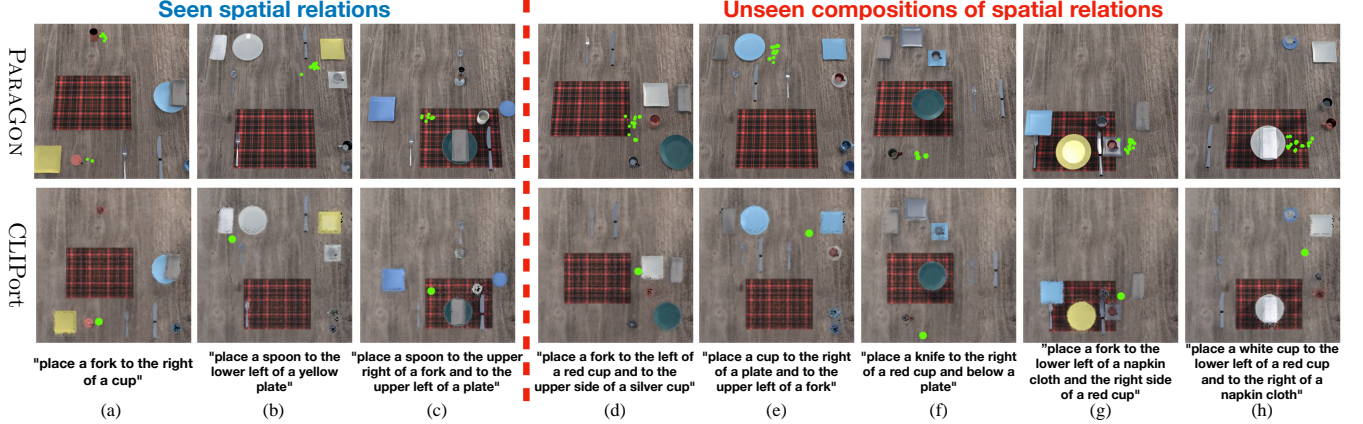 Seen spatial relations
Unseen compositions of spatial relations
PARAGON
CLIPORT
"place a fork to the right
of a cup"
(a)
"place a spoon to the
lower left of a yellow
plate"
(b)
"place a spoon to the upper
right of a fork and to the
upper left of a plate"
(c)
"place a fork to the left of
a red cup and to the
upper side of a silver cup"
(d)
"place a cup to the right
of a plate and to the
upper left of a fork"
(e)
"place a knife to the right
of a red cup and below a
plate"
(f)
"place a fork to the
lower left of a napkin
cloth and the right side
of a red cup"
(g)
"place a white cup to the
lower left of a red cup
and to the right of a
napkin cloth"
(h)